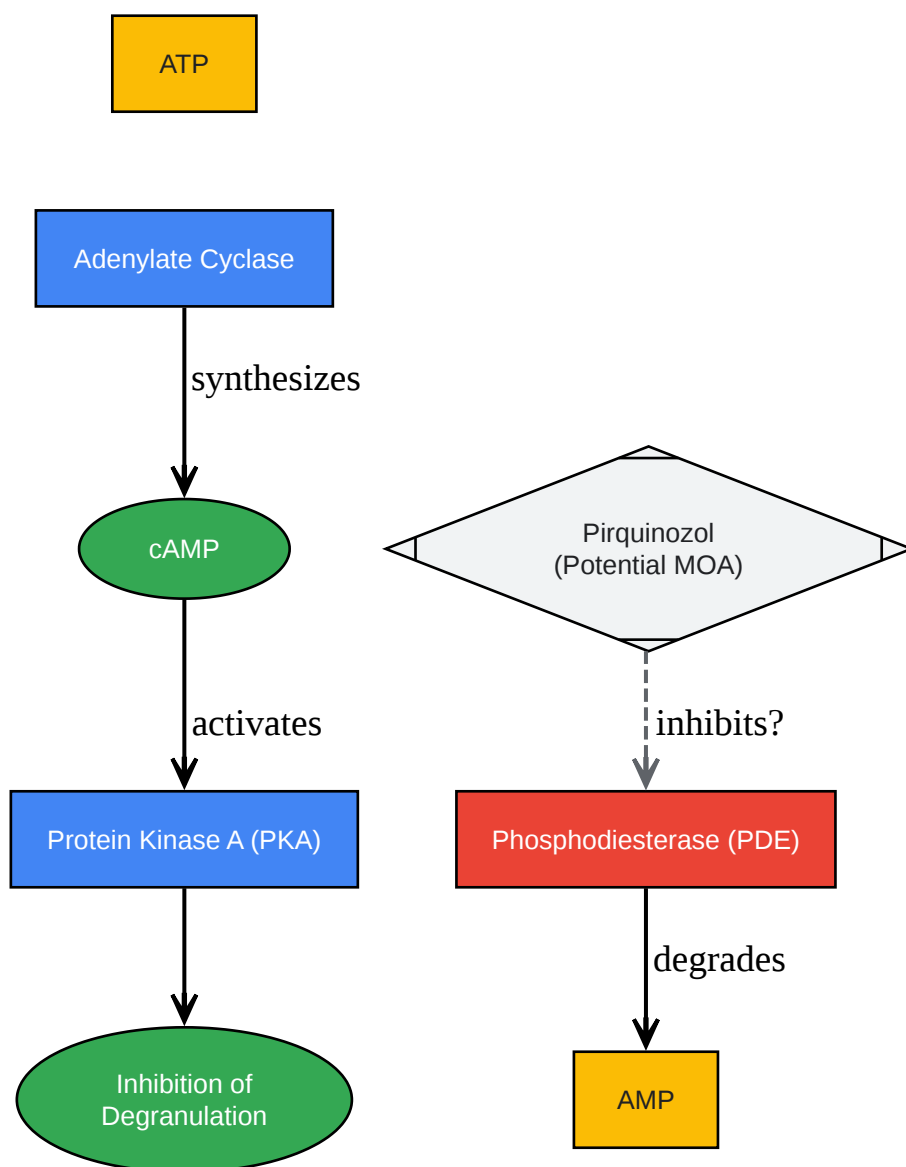 ATP
Adenylate Cyclase
synthesizes
cAMP
Pirquinozol
(Potential MOA)
activates
inhibits?
Protein Kinase A (PKA)
Phosphodiesterase (PDE)
degrades
Inhibition of
Degranulation
AMP